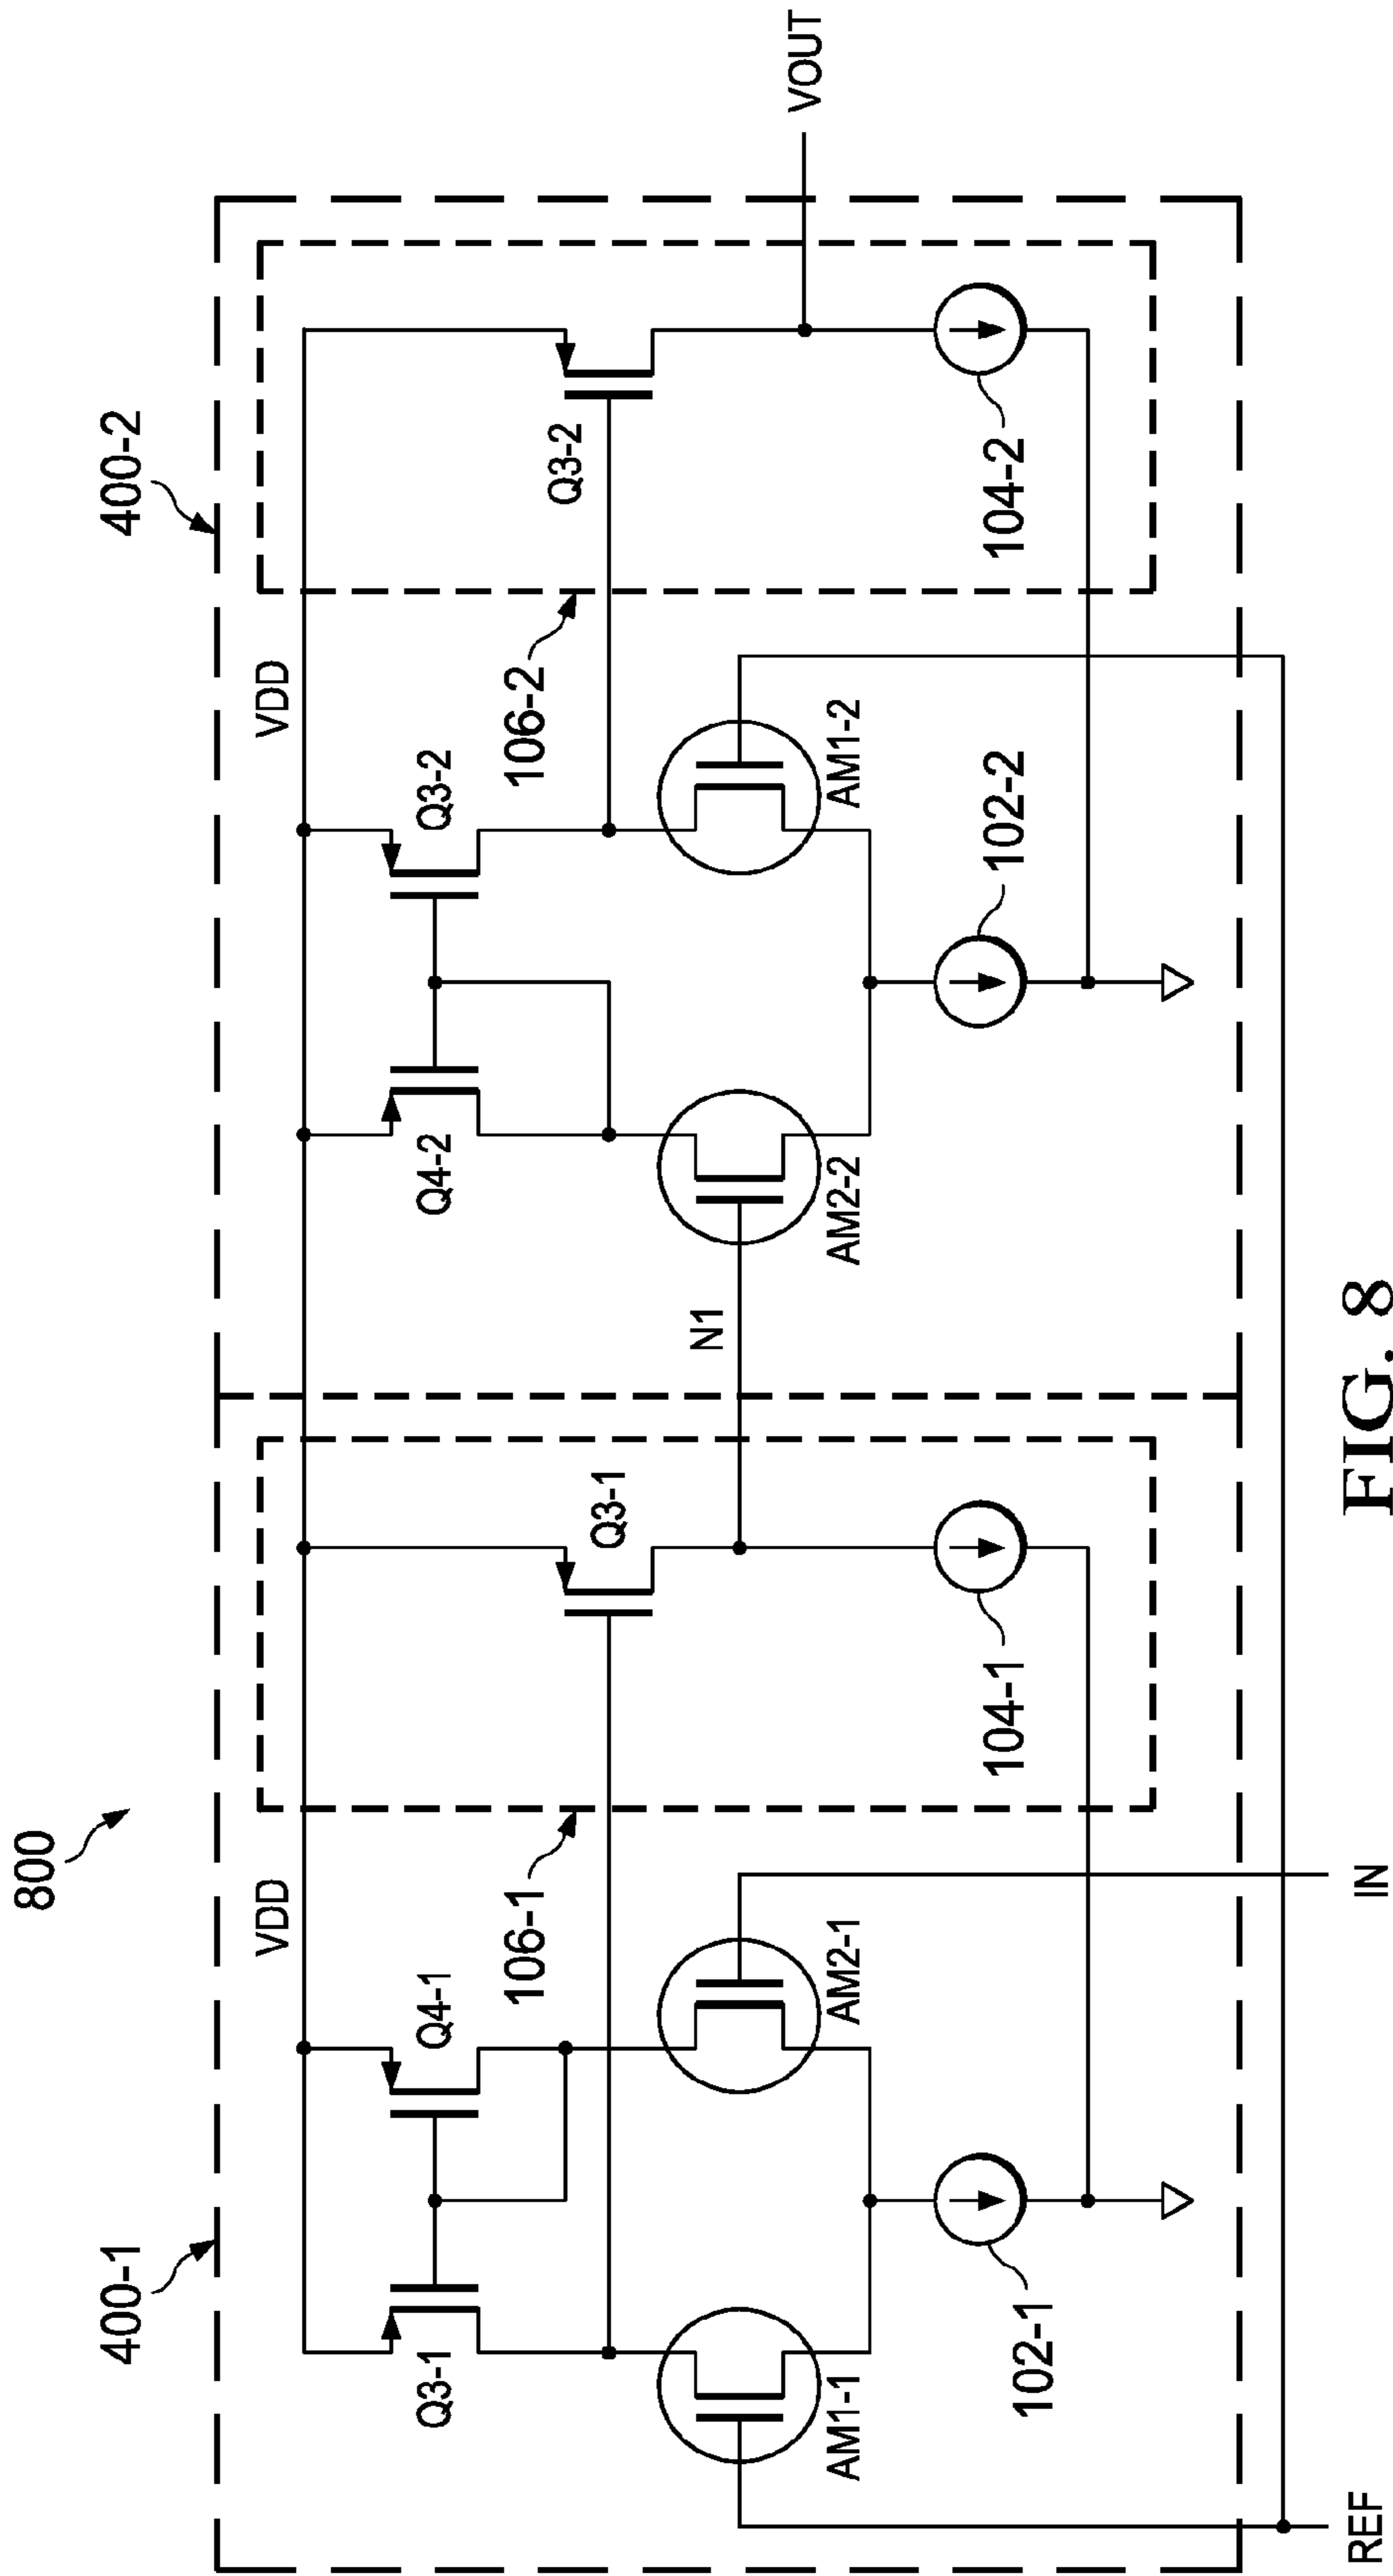 800
400-1
400-2
VDD
VDD
Q3-1
Q4-1
Q4-2
Q3-2
106-1
Q3-1
106-2
Q3-2
N1
VOUT
AM1-1
AM2-1
AM2-2
AM1-2
102-1
104-1
102-2
104-2
REF
IN
FIG. 8